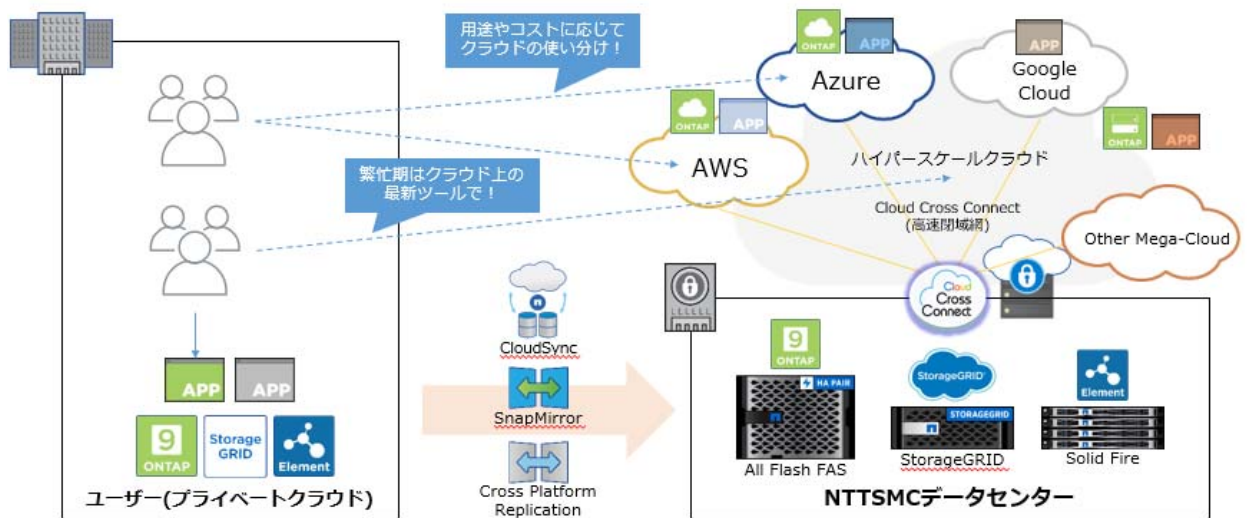 用途やコストに応じて
クラウドの使い分け！
ONTAP
APP
Azure
APP
Google
Cloud
ONTAP
APP
AWS
ONTAP
APP
ハイパースケールクラウド
繁忙期はクラウド上の
最新ツールで！
Cloud Cross Connect
(高速閉域網)
Other Mega-Cloud
Cloud
Cross
Connect
CloudSync
SnapMirror
Cross Platform
Replication
APP
APP
9
ONTAP
Storage
GRID
Element
ユーザー(プライベートクラウド)
9
ONTAP
HA PAIR
All Flash FAS
StorageGRID
STORAGEGRID
StorageGRID
Element
Solid Fire
NTTSMCデータセンター